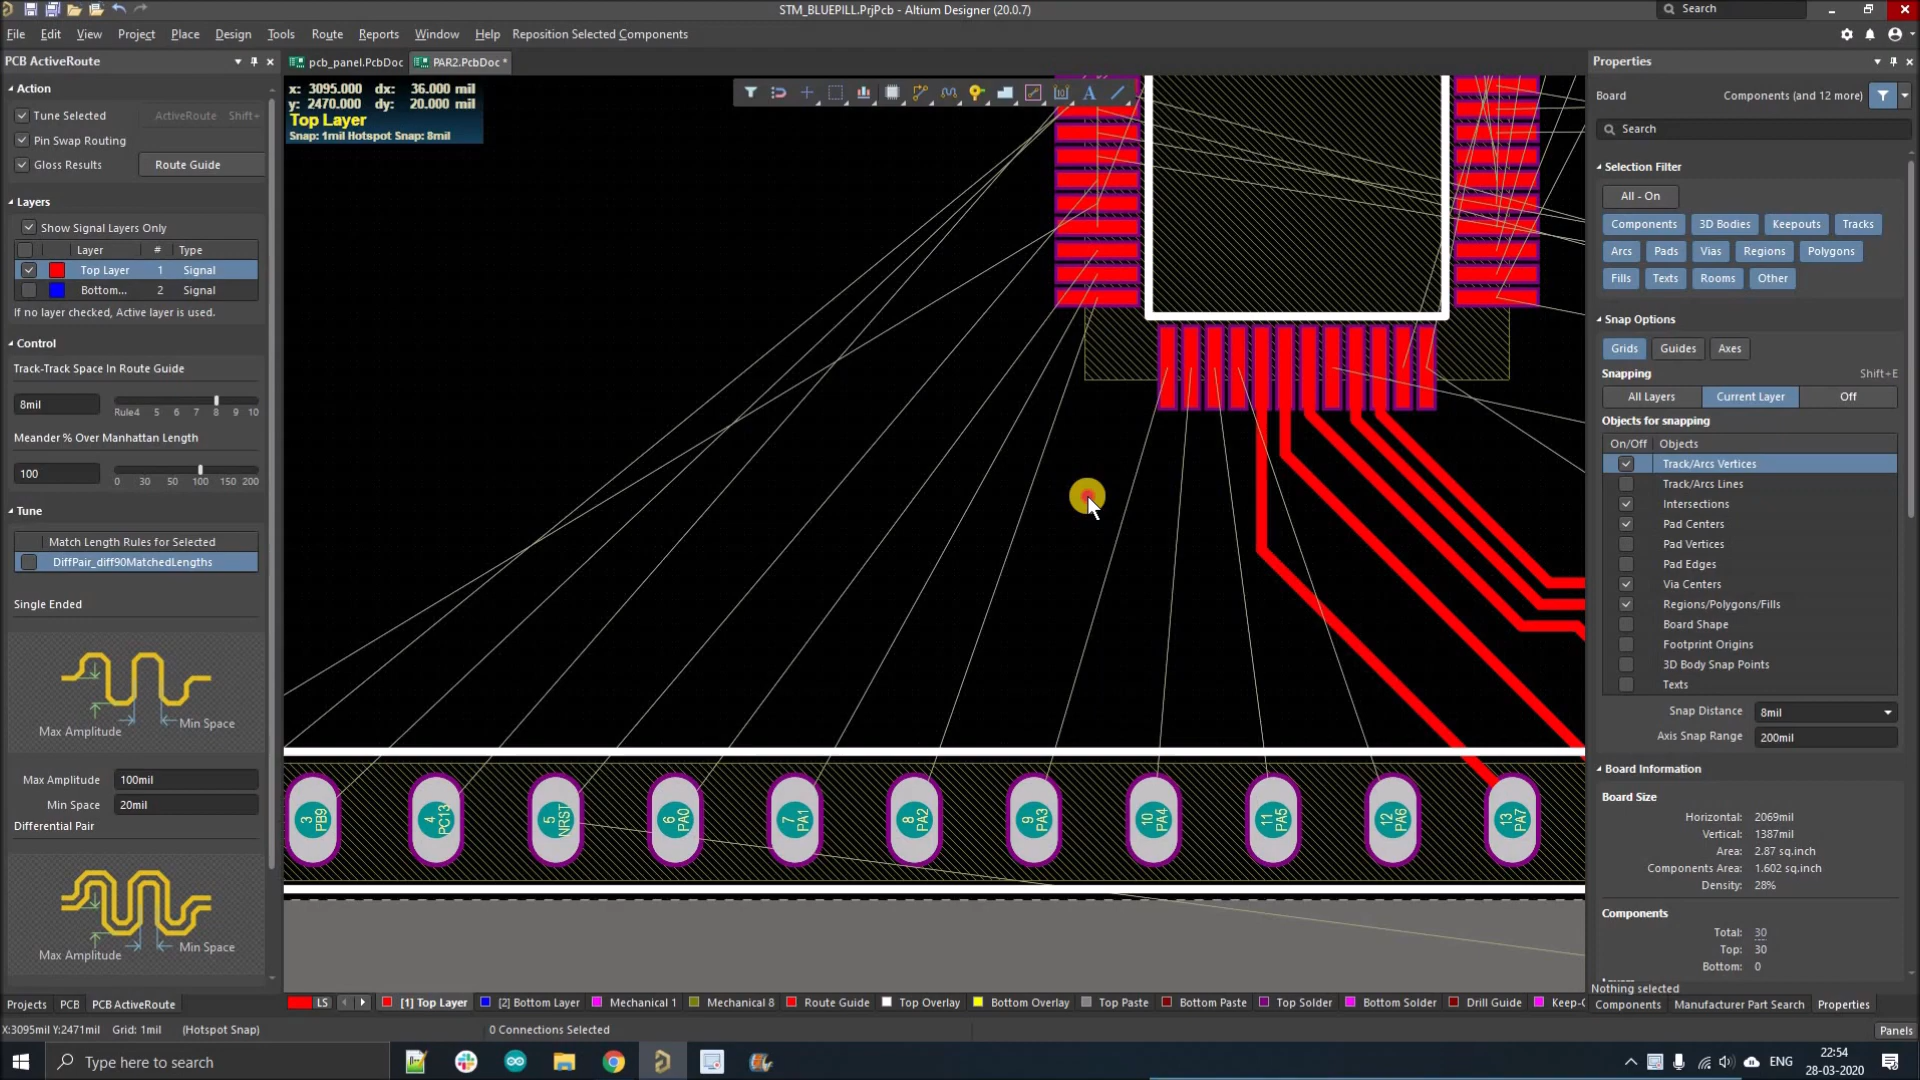 STM_BLUEPILL.PrjPcb - Altium Designer (20.0.7)
Search
File Edit View Project Place Design Tools Route Reports Window Help Reposition Selected Components
PCB ActiveRoute
pcb_panel.PcbDoc
PAR2.PcbDoc *
Properties
x: 3095.000 dx: 36.000 mil
y: 2470.000 dy: 20.000 mil
Top Layer
Snap: 1mil Hotspot Snap: 8mil
Action
Tune Selected
ActiveRoute Shift+
Pin Swap Routing
Gloss Results
Route Guide
Layers
Show Signal Layers Only
Layer # Type
Top Layer 1 Signal
Bottom... 2 Signal
If no layer checked, Active layer is used.
Control
Track-Track Space In Route Guide
8mil
Rule4 5 6 7 8 9 10
Meander % Over Manhattan Length
100
0 30 50 100 150 200
Tune
Match Length Rules for Selected
DiffPair_diff90MatchedLengths
Single Ended
Max Amplitude
Min Space
Max Amplitude 100mil
Min Space 20mil
Differential Pair
Min Space
Max Amplitude
3 PB9
4 PC13
5 NRST
6 PA0
7 PA1
8 PA2
9 PA3
10 PA4
11 PA5
12 PA6
13 PA7
Board Components (and 12 more)
Search
Selection Filter
All - On
Components 3D Bodies Keepouts Tracks
Arcs Pads Vias Regions Polygons
Fills Texts Rooms Other
Snap Options
Grids Guides Axes
Snapping Shift+E
All Layers Current Layer Off
Objects for snapping
On/Off Objects
Track/Arcs Vertices
Track/Arcs Lines
Intersections
Pad Centers
Pad Vertices
Pad Edges
Via Centers
Regions/Polygons/Fills
Board Shape
Footprint Origins
3D Body Snap Points
Texts
Snap Distance 8mil
Axis Snap Range 200mil
Board Information
Board Size
Horizontal: 2069mil
Vertical: 1387mil
Area: 2.87 sq.inch
Components Area: 1.602 sq.inch
Density: 28%
Components
Total: 30
Top: 30
Bottom: 0
Nothing selected
Projects PCB PCB ActiveRoute
LS [1] Top Layer [2] Bottom Layer Mechanical 1 Mechanical 8 Route Guide Top Overlay Bottom Overlay Top Paste Bottom Paste Top Solder Bottom Solder Drill Guide Keep-O
Components Manufacturer Part Search Properties
X:3095mil Y:2471mil Grid: 1mil (Hotspot Snap)
0 Connections Selected
Panels
Type here to search
ENG
22:54
28-03-2020